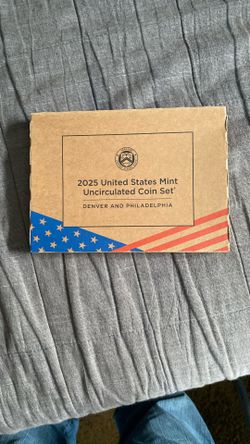 2025 United States Mint
Uncirculated Coin Set®
DENVER AND PHILADELPHIA